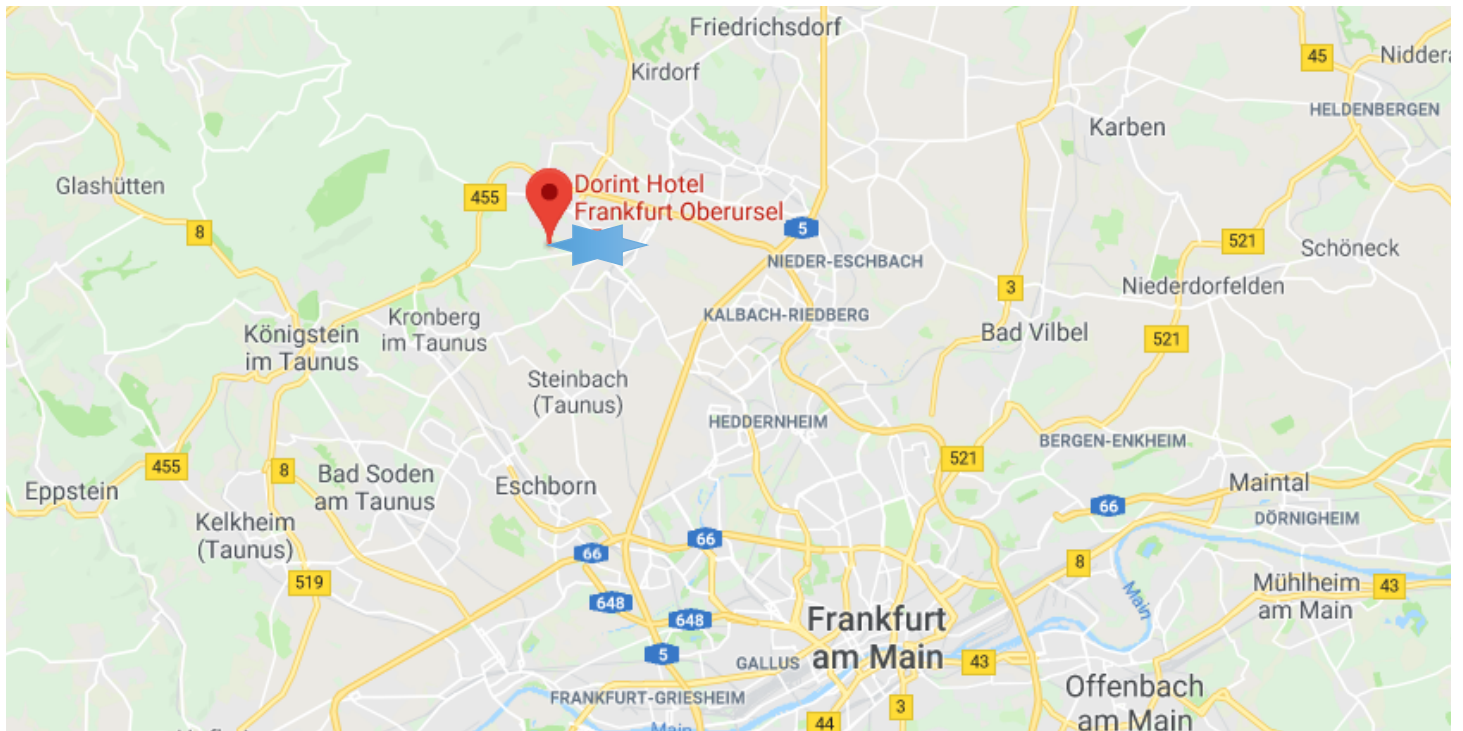 Friedrichsdorf
45
Nidder
Kirdorf
HELDENBERGEN
Karben
Glashütten
455
Dorint Hotel
Frankfurt Oberursel
8
5
521
Schöneck
NIEDER-ESCHBACH
3
Niederdorfelden
KALBACH-RIEDBERG
Kronberg
im Taunus
Königstein
im Taunus
Bad Vilbel
521
Steinbach
(Taunus)
HEDDERNHEIM
BERGEN-ENKHEIM
521
455
8
Bad Soden
am Taunus
Eschborn
Maintal
Eppstein
66
DÖRNIGHEIM
Kelkheim
(Taunus)
66
66
8
519
Mühlheim
am Main
43
648
Main
648
Frankfurt
am Main
5
GALLUS
43
FRANKFURT-GRIESHEIM
Offenbach
am Main
3
44
Main